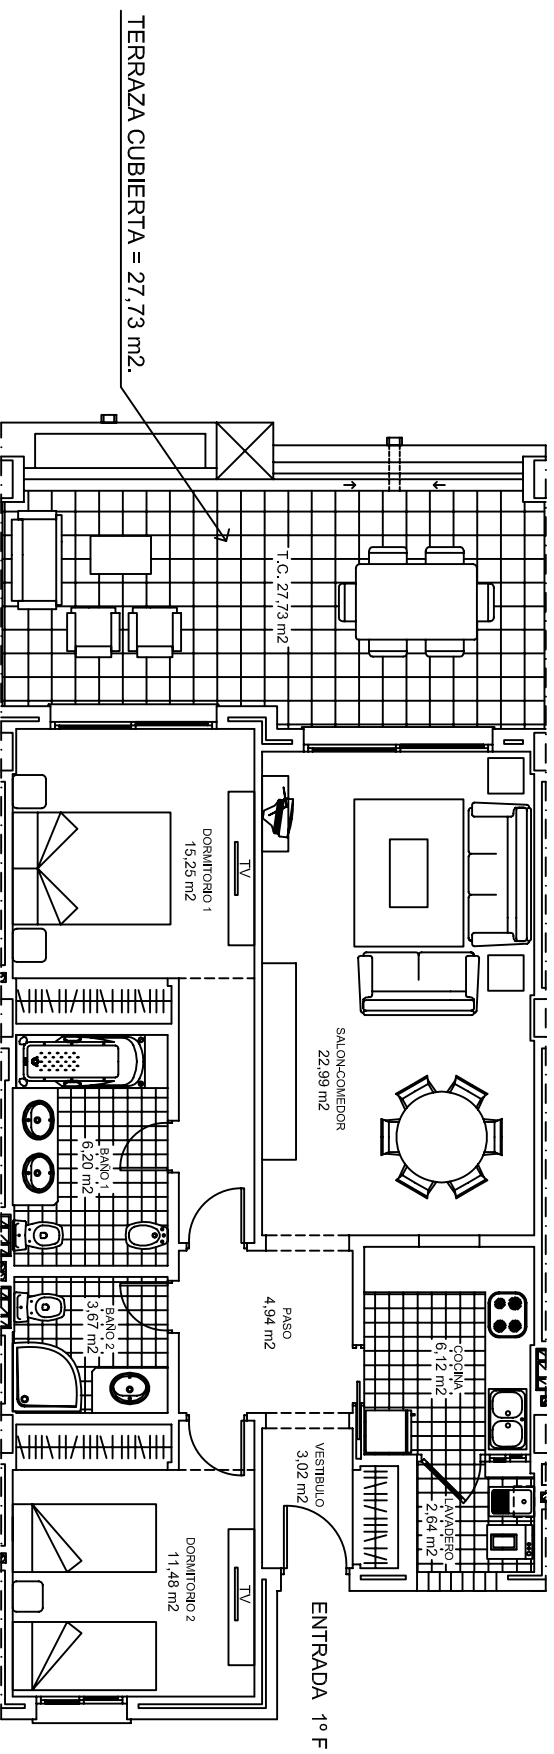 TERRAZA CUBIERTA = 27,73 m2.
T.C. 27,73 m2
DORMITORIO 1
15,25 m2
TV
SALON-COMEDOR
22,99 m2
BAÑO 1
6,20 m2
BAÑO 2
3,67 m2
PASO
4,94 m2
COCINA
6,12 m2
LAVADERO
2,64 m2
VESTIBULO
3,02 m2
DORMITORIO 2
11,48 m2
TV
ENTRADA 1º F